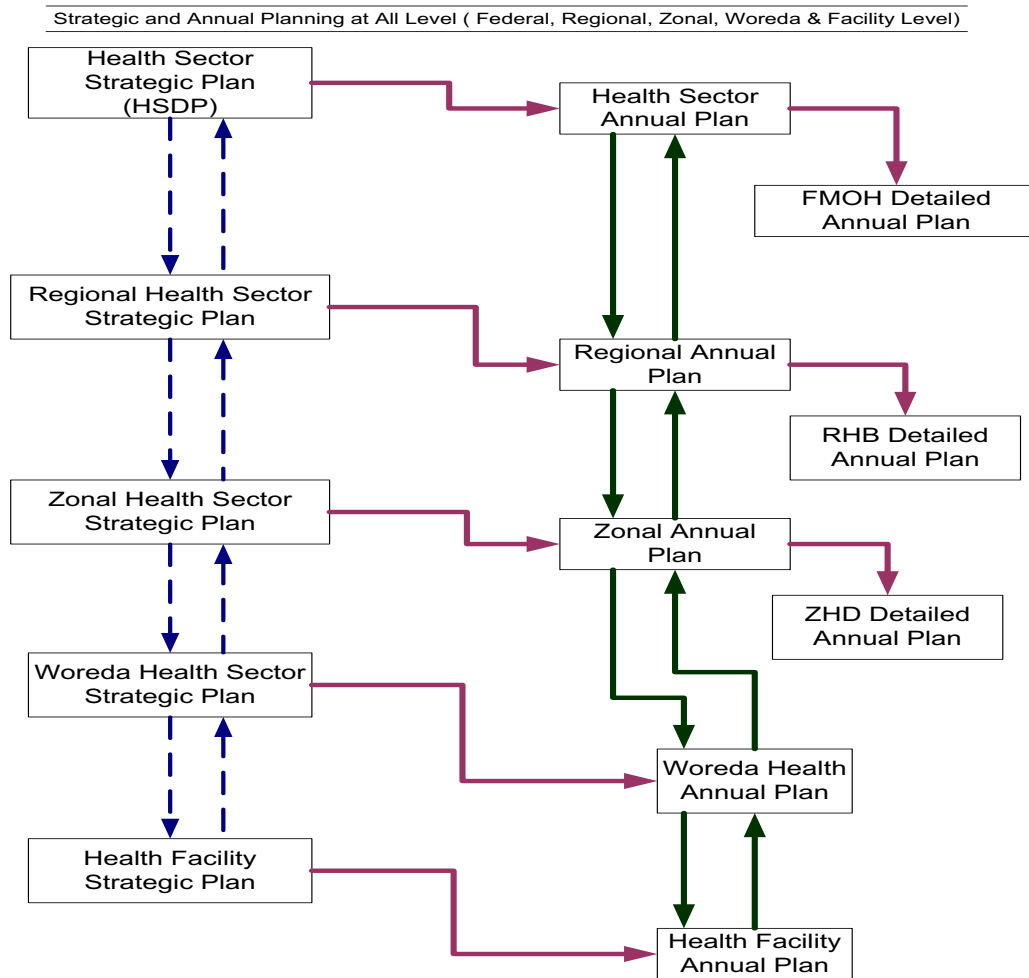 Strategic and Annual Planning at All Level ( Federal, Regional, Zonal, Woreda & Facility Level)
Health Sector
Strategic Plan
(HSDP)
Health Sector
Annual Plan
FMOH Detailed
Annual Plan
Regional Health Sector
Strategic Plan
Regional Annual
Plan
RHB Detailed
Annual Plan
Zonal Health Sector
Strategic Plan
Zonal Annual
Plan
ZHD Detailed
Annual Plan
Woreda Health Sector
Strategic Plan
Woreda Health
Annual Plan
Health Facility
Strategic Plan
Health Facility
Annual Plan